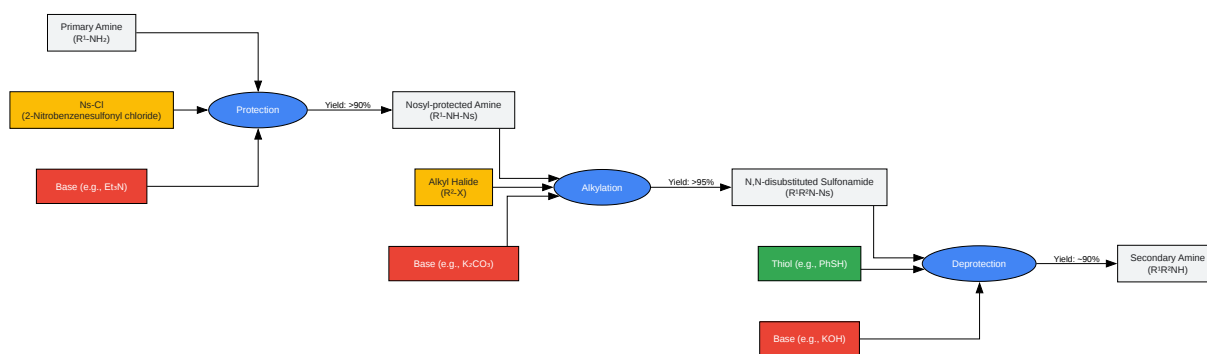 Primary Amine
(R¹-NH₂)
Ns-Cl
(2-Nitrobenzenesulfonyl chloride)
Protection
Yield: >90%
Nosyl-protected Amine
(R¹-NH-Ns)
Base (e.g., Et₃N)
Alkyl Halide
(R²-X)
Alkylation
Yield: >95%
N,N-disubstituted Sulfonamide
(R¹R²N-Ns)
Base (e.g., K₂CO₃)
Thiol (e.g., PhSH)
Deprotection
Yield: ~90%
Secondary Amine
(R¹R²NH)
Base (e.g., KOH)